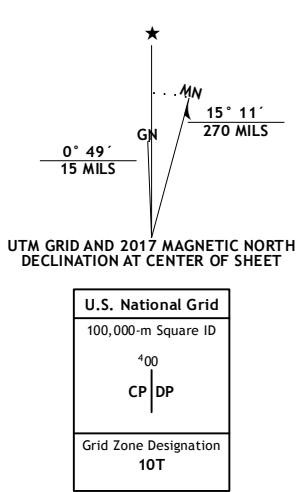 ★
MN
GN
15° 11´
270 MILS
0° 49´
15 MILS
UTM GRID AND 2017 MAGNETIC NORTH
DECLINATION AT CENTER OF SHEET
U.S. National Grid
100,000-m Square ID
⁴00
CP DP
Grid Zone Designation
10T